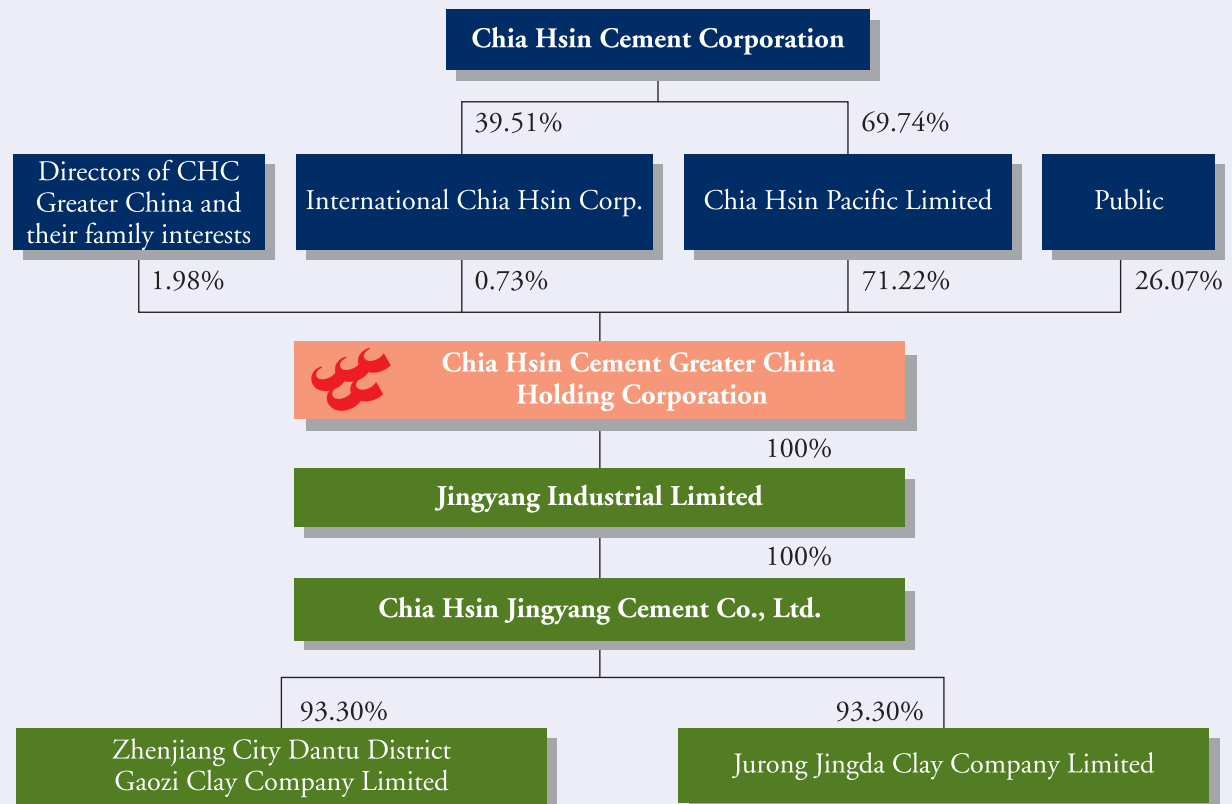 Chia Hsin Cement Corporation
39.51%
69.74%
Directors of CHC
Greater China and
their family interests
International Chia Hsin Corp.
Chia Hsin Pacific Limited
Public
1.98%
0.73%
71.22%
26.07%
Chia Hsin Cement Greater China
Holding Corporation
100%
Jingyang Industrial Limited
100%
Chia Hsin Jingyang Cement Co., Ltd.
93.30%
93.30%
Zhenjiang City Dantu District
Gaozi Clay Company Limited
Jurong Jingda Clay Company Limited